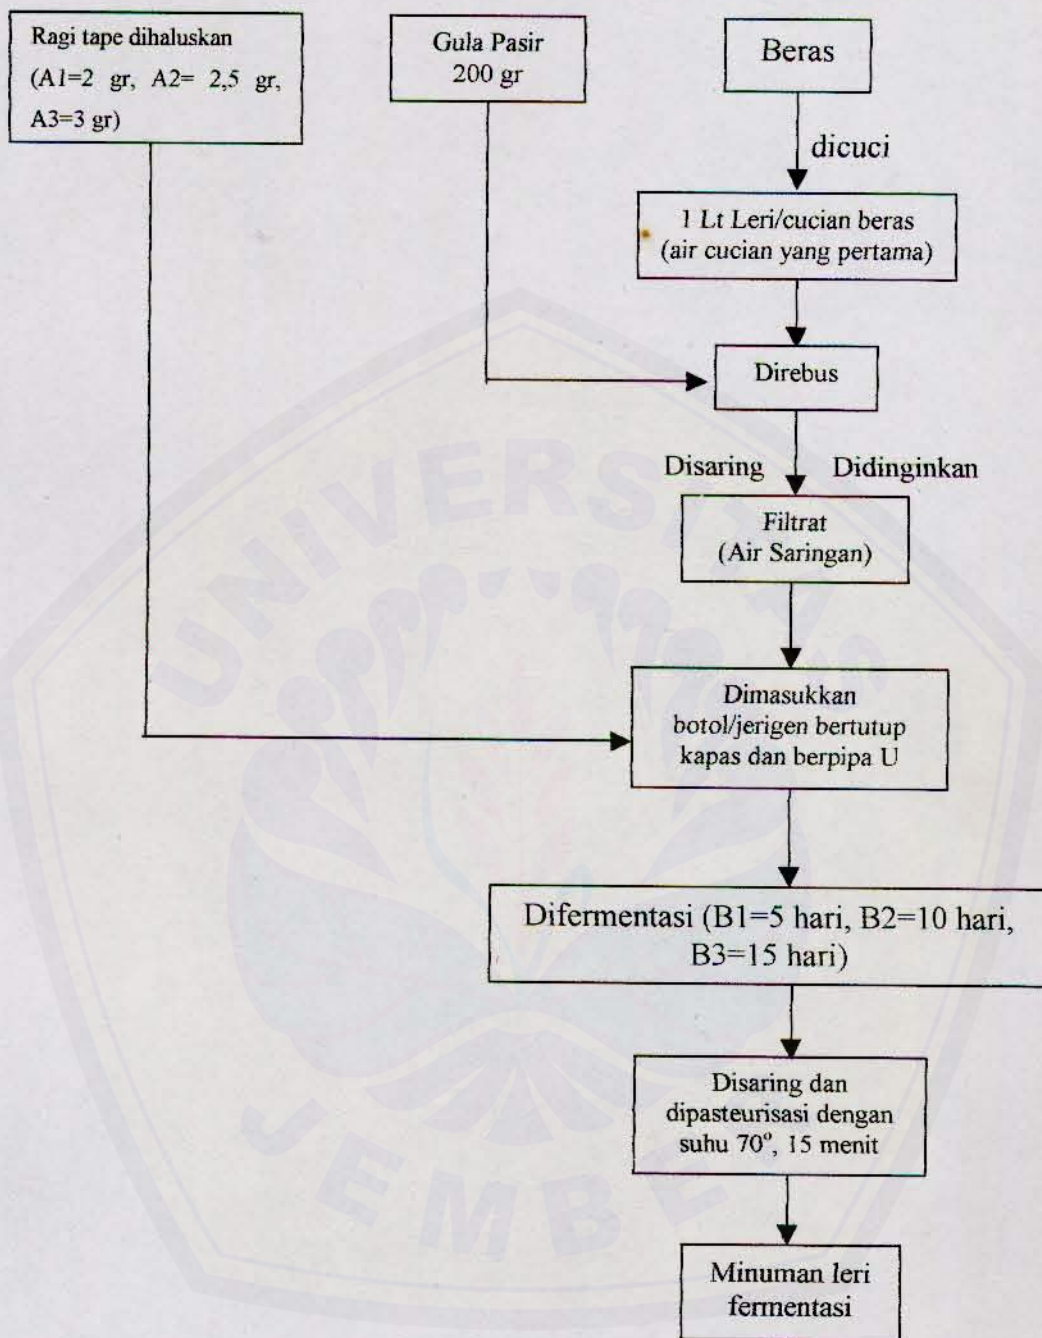 Ragi tape dihaluskan
(A1=2 gr, A2= 2,5 gr,
A3=3 gr)
Gula Pasir
200 gr
Beras
dicuci
1 Lt Leri/cucian beras
(air cucian yang pertama)
Direbus
Disaring Didinginkan
Filtrat
(Air Saringan)
Dimasukkan
botol/jerigen bertutup
kapas dan berpipa U
Difermentasi (B1=5 hari, B2=10 hari,
B3=15 hari)
Disaring dan
dipasteurisasi dengan
suhu 70°, 15 menit
Minuman leri
fermentasi
UNIVERSITAS
JEMBER